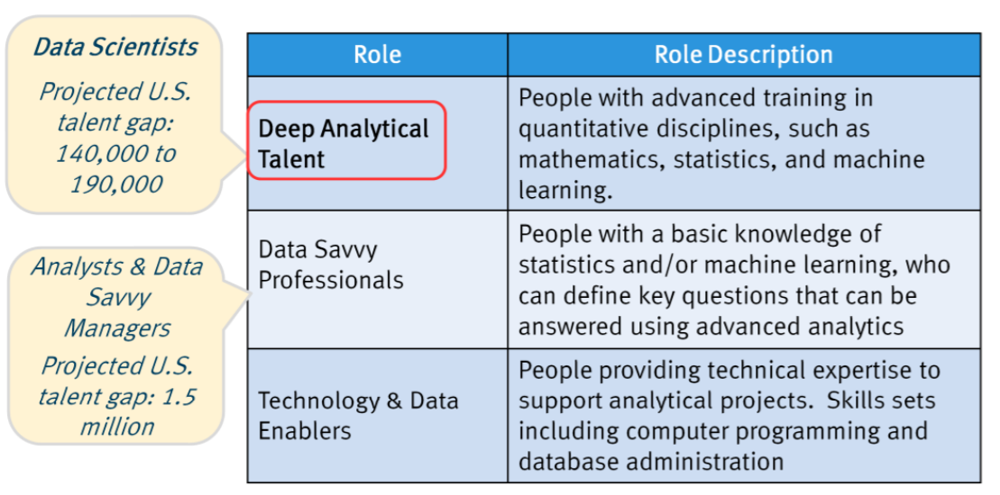 Data Scientists
Projected U.S.
talent gap:
140,000 to
190,000
Analysts & Data
Savvy
Managers
Projected U.S.
talent gap: 1.5
million
Role
Role Description
Deep Analytical
Talent
People with advanced training in
quantitative disciplines, such as
mathematics, statistics, and machine
learning.
Data Savvy
Professionals
People with a basic knowledge of
statistics and/or machine learning, who
can define key questions that can be
answered using advanced analytics
Technology & Data
Enablers
People providing technical expertise to
support analytical projects.  Skills sets
including computer programming and
database administration